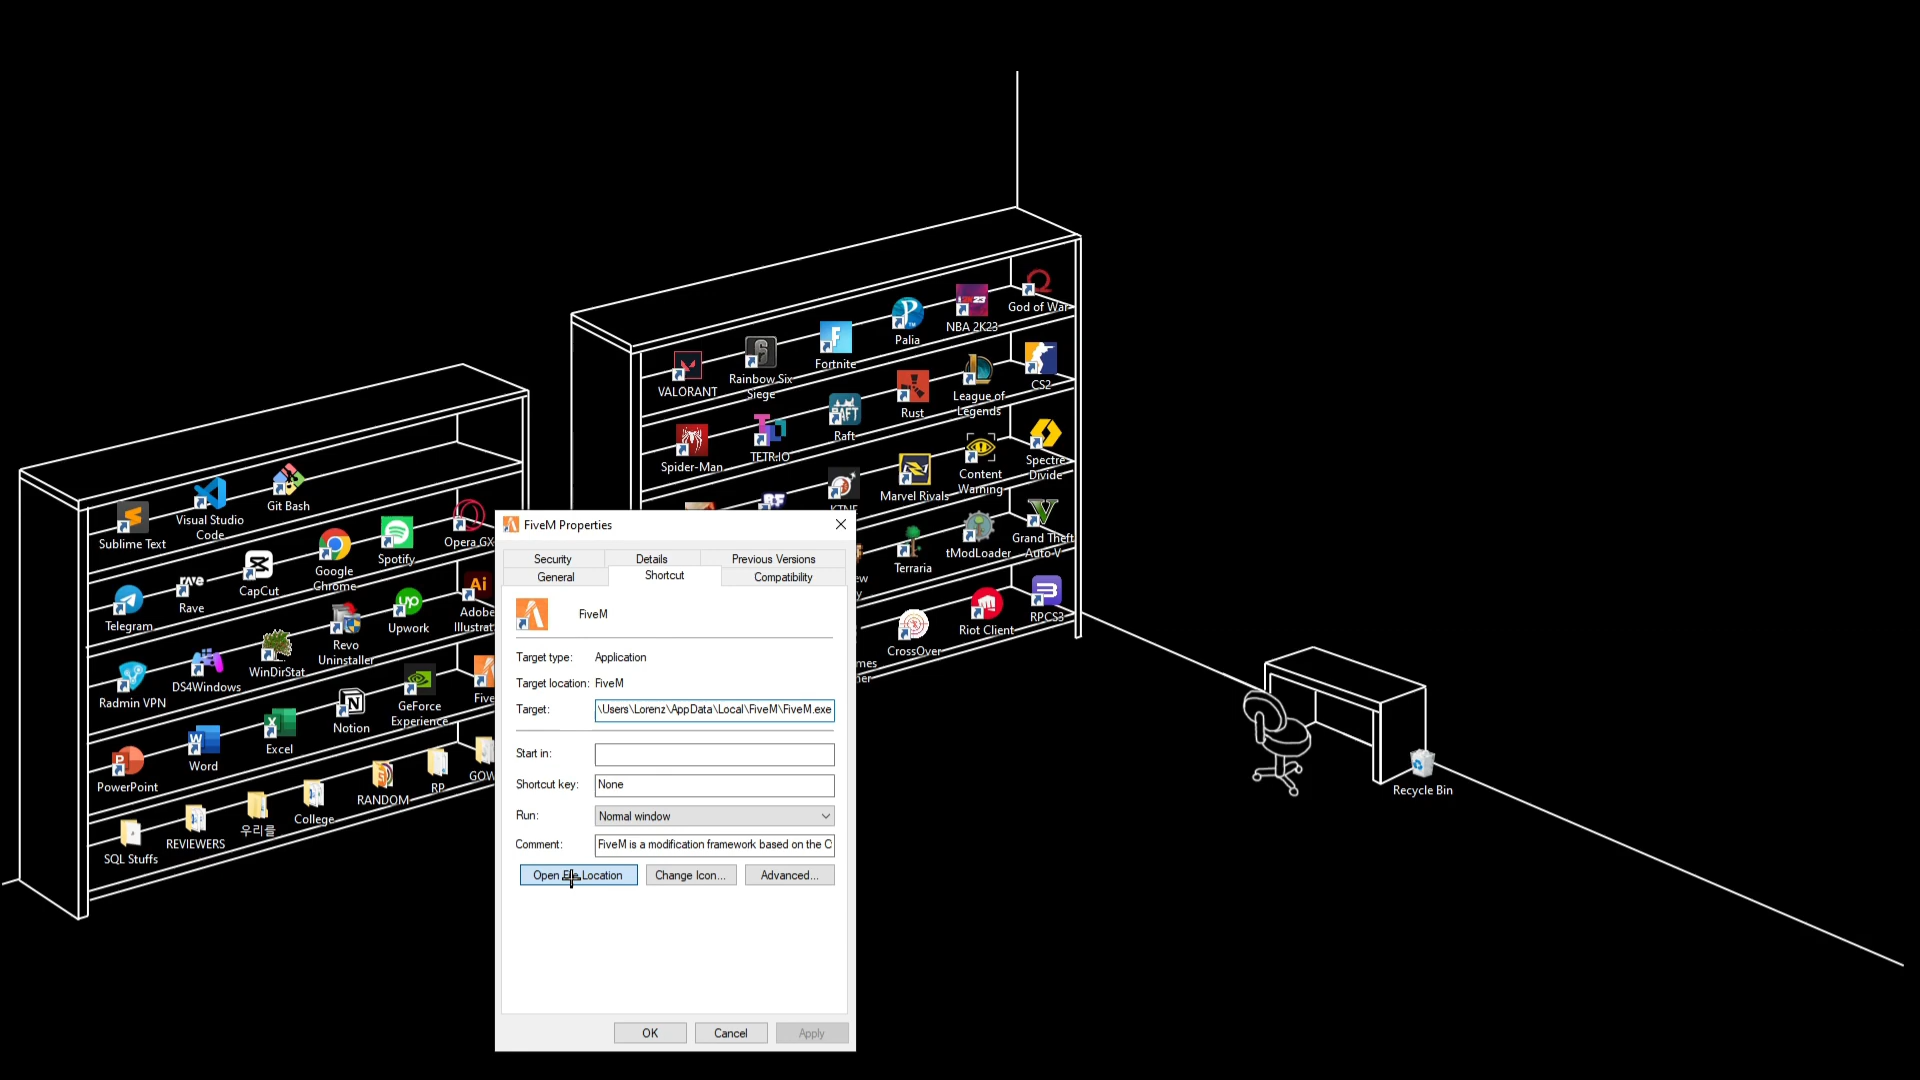 God of War
NBA 2K23
Palia
Fortnite
Rainbow Six
Siege
VALORANT
CS2
League of
Legends
Rust
Raft
TETR.IO
Spider-Man
Spectre
Divide
Content
Warning
Marvel Rivals
Grand Theft
Auto V
tModLoader
Terraria
RPCS3
Riot Client
CrossOver
Git Bash
Visual Studio
Code
Sublime Text
Opera GX
Spotify
Google
Chrome
CapCut
Rave
Telegram
Adobe
Illustrat
Upwork
Revo
Uninstaller
WinDirStat
DS4Windows
Radmin VPN
Five
GeForce
Experience
Notion
Excel
Word
PowerPoint
GOW
RP
RANDOM
College
우리를
REVIEWERS
SQL Stuffs
Recycle Bin
FiveM Properties
Security
Details
Previous Versions
General
Shortcut
Compatibility
FiveM
Target type: Application
Target location: FiveM
Target: \Users\Lorenz\AppData\Local\FiveM\FiveM.exe
Start in:
Shortcut key: None
Run: Normal window
Comment: FiveM is a modification framework based on the C
Open File Location
Change Icon...
Advanced...
OK
Cancel
Apply